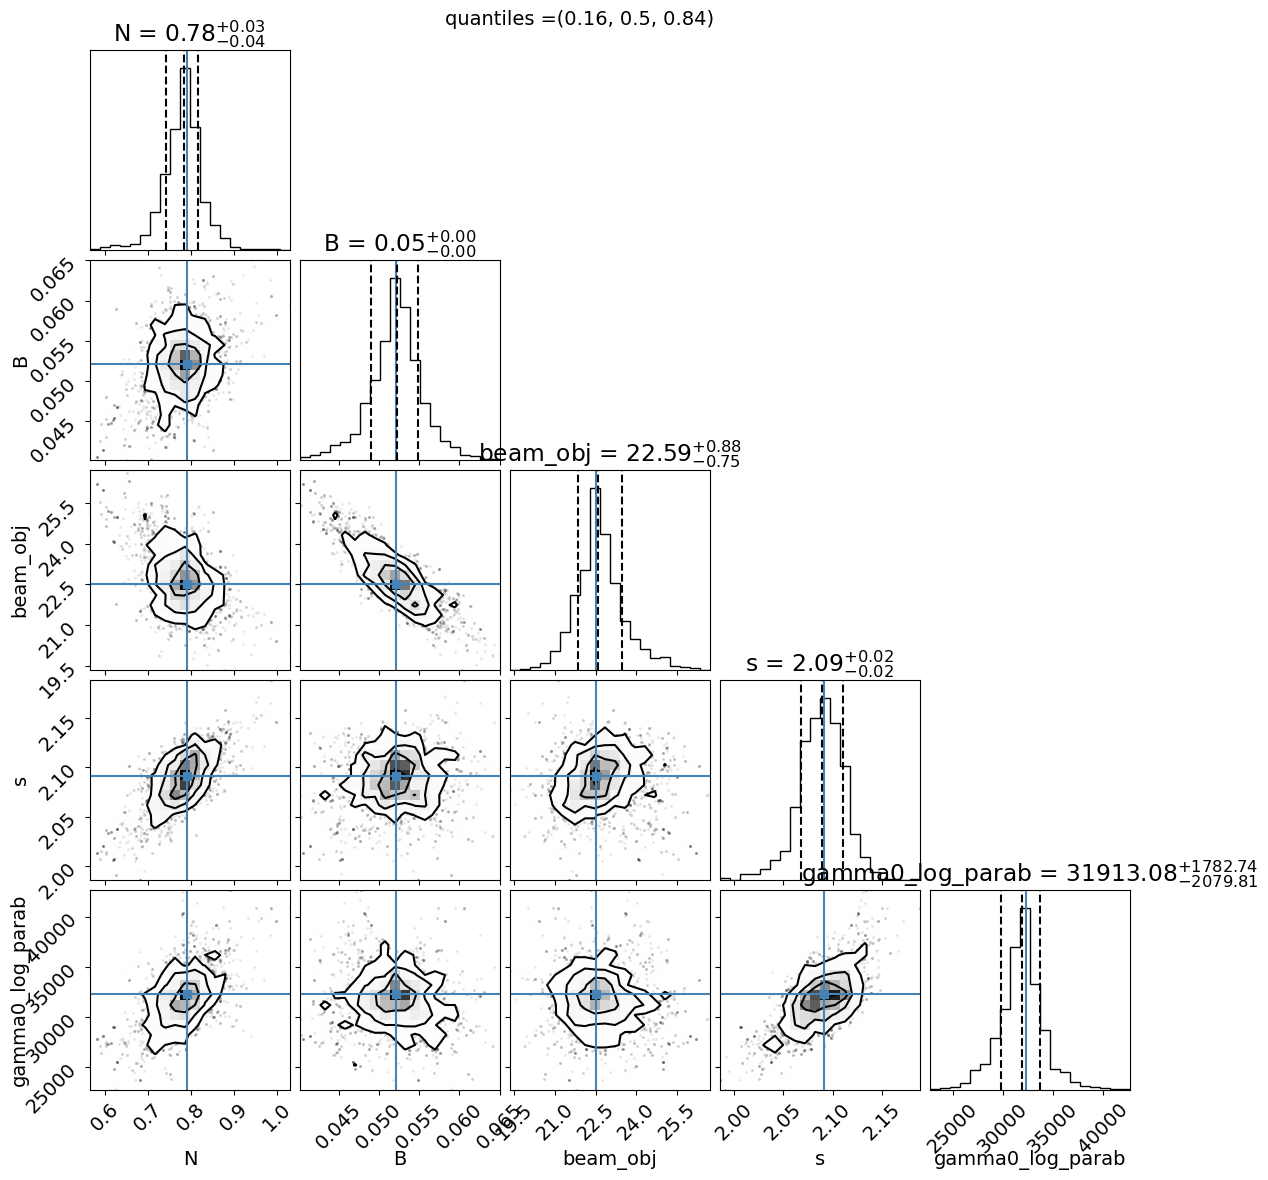 quantiles =(0.16, 0.5, 0.84)
N = 0.78+0.03 −0.04
B = 0.05+0.00 −0.00
0.065
0.060
0.055
0.050
0.045
B
beam_obj = 22.59+0.88 −0.75
25.5
24.0
22.5
21.0
19.5
beam_obj
s = 2.09+0.02 −0.02
2.15
2.10
2.05
2.00
s
gamma0_log_parab = 31913.08+1782.74 −2079.81
40000
35000
30000
25000
gamma0_log_parab
0.6 0.7 0.8 0.9 1.0
N
0.045 0.050 0.055 0.060 0.065
B
19.5 21.0 22.5 24.0 25.5
beam_obj
2.00 2.05 2.10 2.15
s
25000 30000 35000 40000
gamma0_log_parab